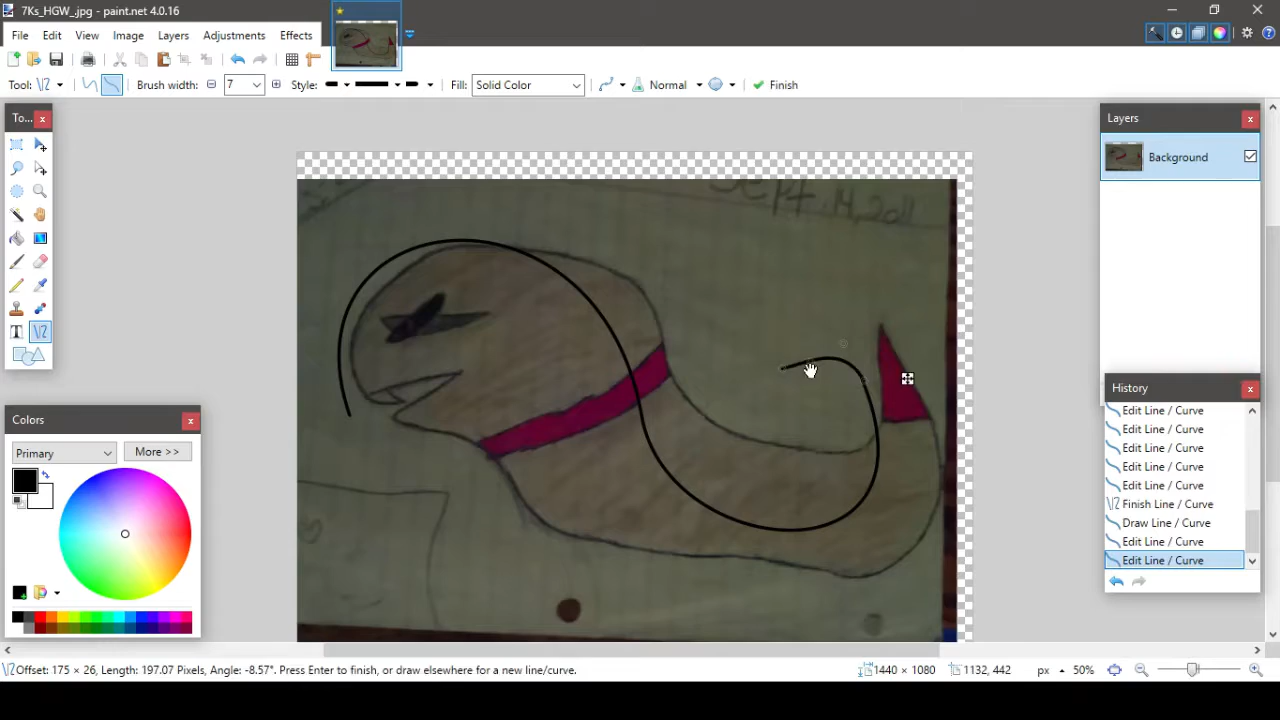 7Ks_HGW_.jpg - paint.net 4.0.16
File Edit View Image Layers Adjustments Effects
Tool: Brush width: 7 Style: Fill: Solid Color Normal Finish
To... x
Layers x
Background
Sept. 14, 2011
History x
Edit Line / Curve
Edit Line / Curve
Edit Line / Curve
Edit Line / Curve
Edit Line / Curve
Finish Line / Curve
Draw Line / Curve
Edit Line / Curve
Edit Line / Curve
Colors x
Primary More >>
Offset: 175 × 26, Length: 197.07 Pixels, Angle: -8.57°. Press Enter to finish, or draw elsewhere for a new line/curve. 1440 × 1080 1132, 442 px 50%